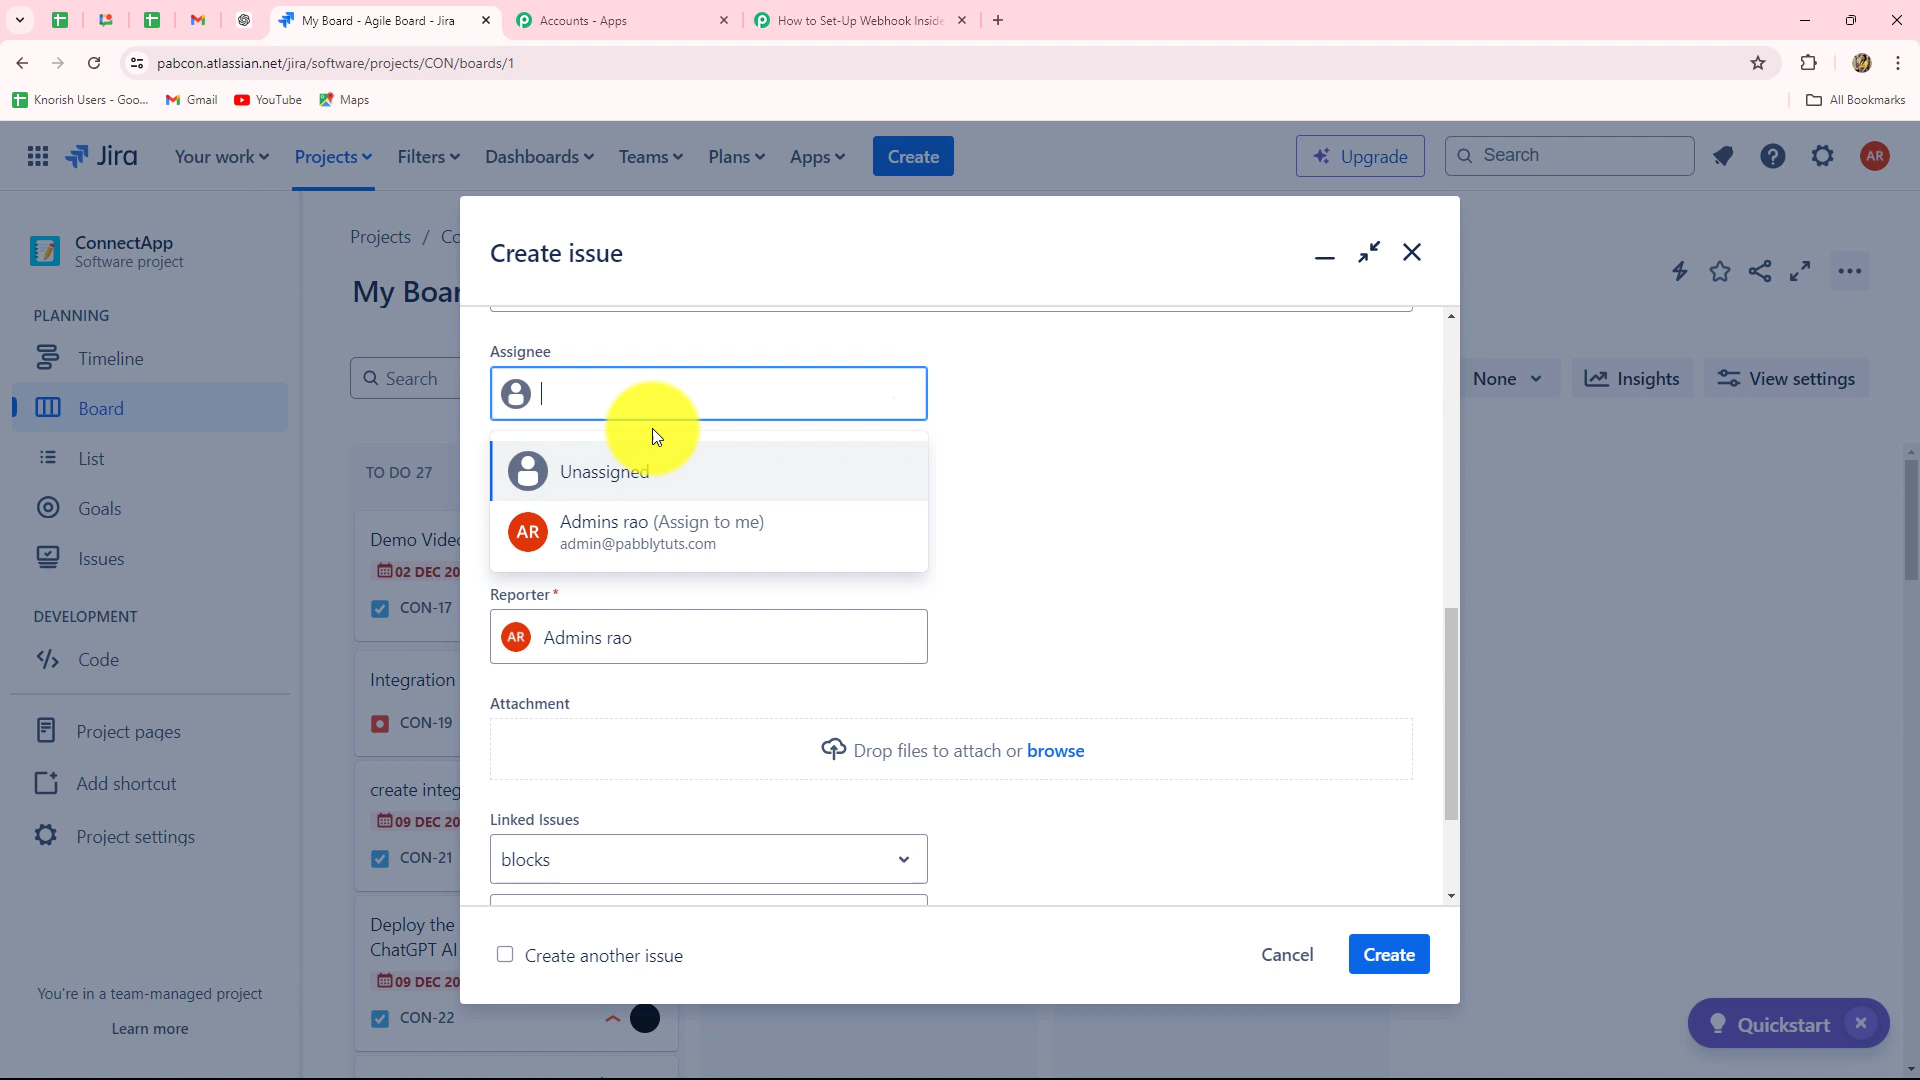 My Board - Agile Board - Jira
Accounts - Apps
How to Set-Up Webhook Inside
pabcon.atlassian.net/jira/software/projects/CON/boards/1
Knorish Users - Goo...
Gmail
YouTube
Maps
All Bookmarks
Jira
Your work
Projects
Filters
Dashboards
Teams
Plans
Apps
Create
Upgrade
Search
AR
ConnectApp
Software project
PLANNING
Timeline
Board
List
Goals
Issues
DEVELOPMENT
Code
Project pages
Add shortcut
Project settings
You're in a team-managed project
Learn more
Projects / Co
My Boar
Search
None
Insights
View settings
TO DO 27
Demo Video
02 DEC 20
CON-17
Integration
CON-19
create integ
09 DEC 20
CON-21
Deploy the
ChatGPT AI
09 DEC 20
CON-22
Create issue
Assignee
Unassigned
AR
Admins rao (Assign to me)
admin@pabblytuts.com
Reporter *
AR
Admins rao
Attachment
Drop files to attach or browse
Linked Issues
blocks
Create another issue
Cancel
Create
Quickstart